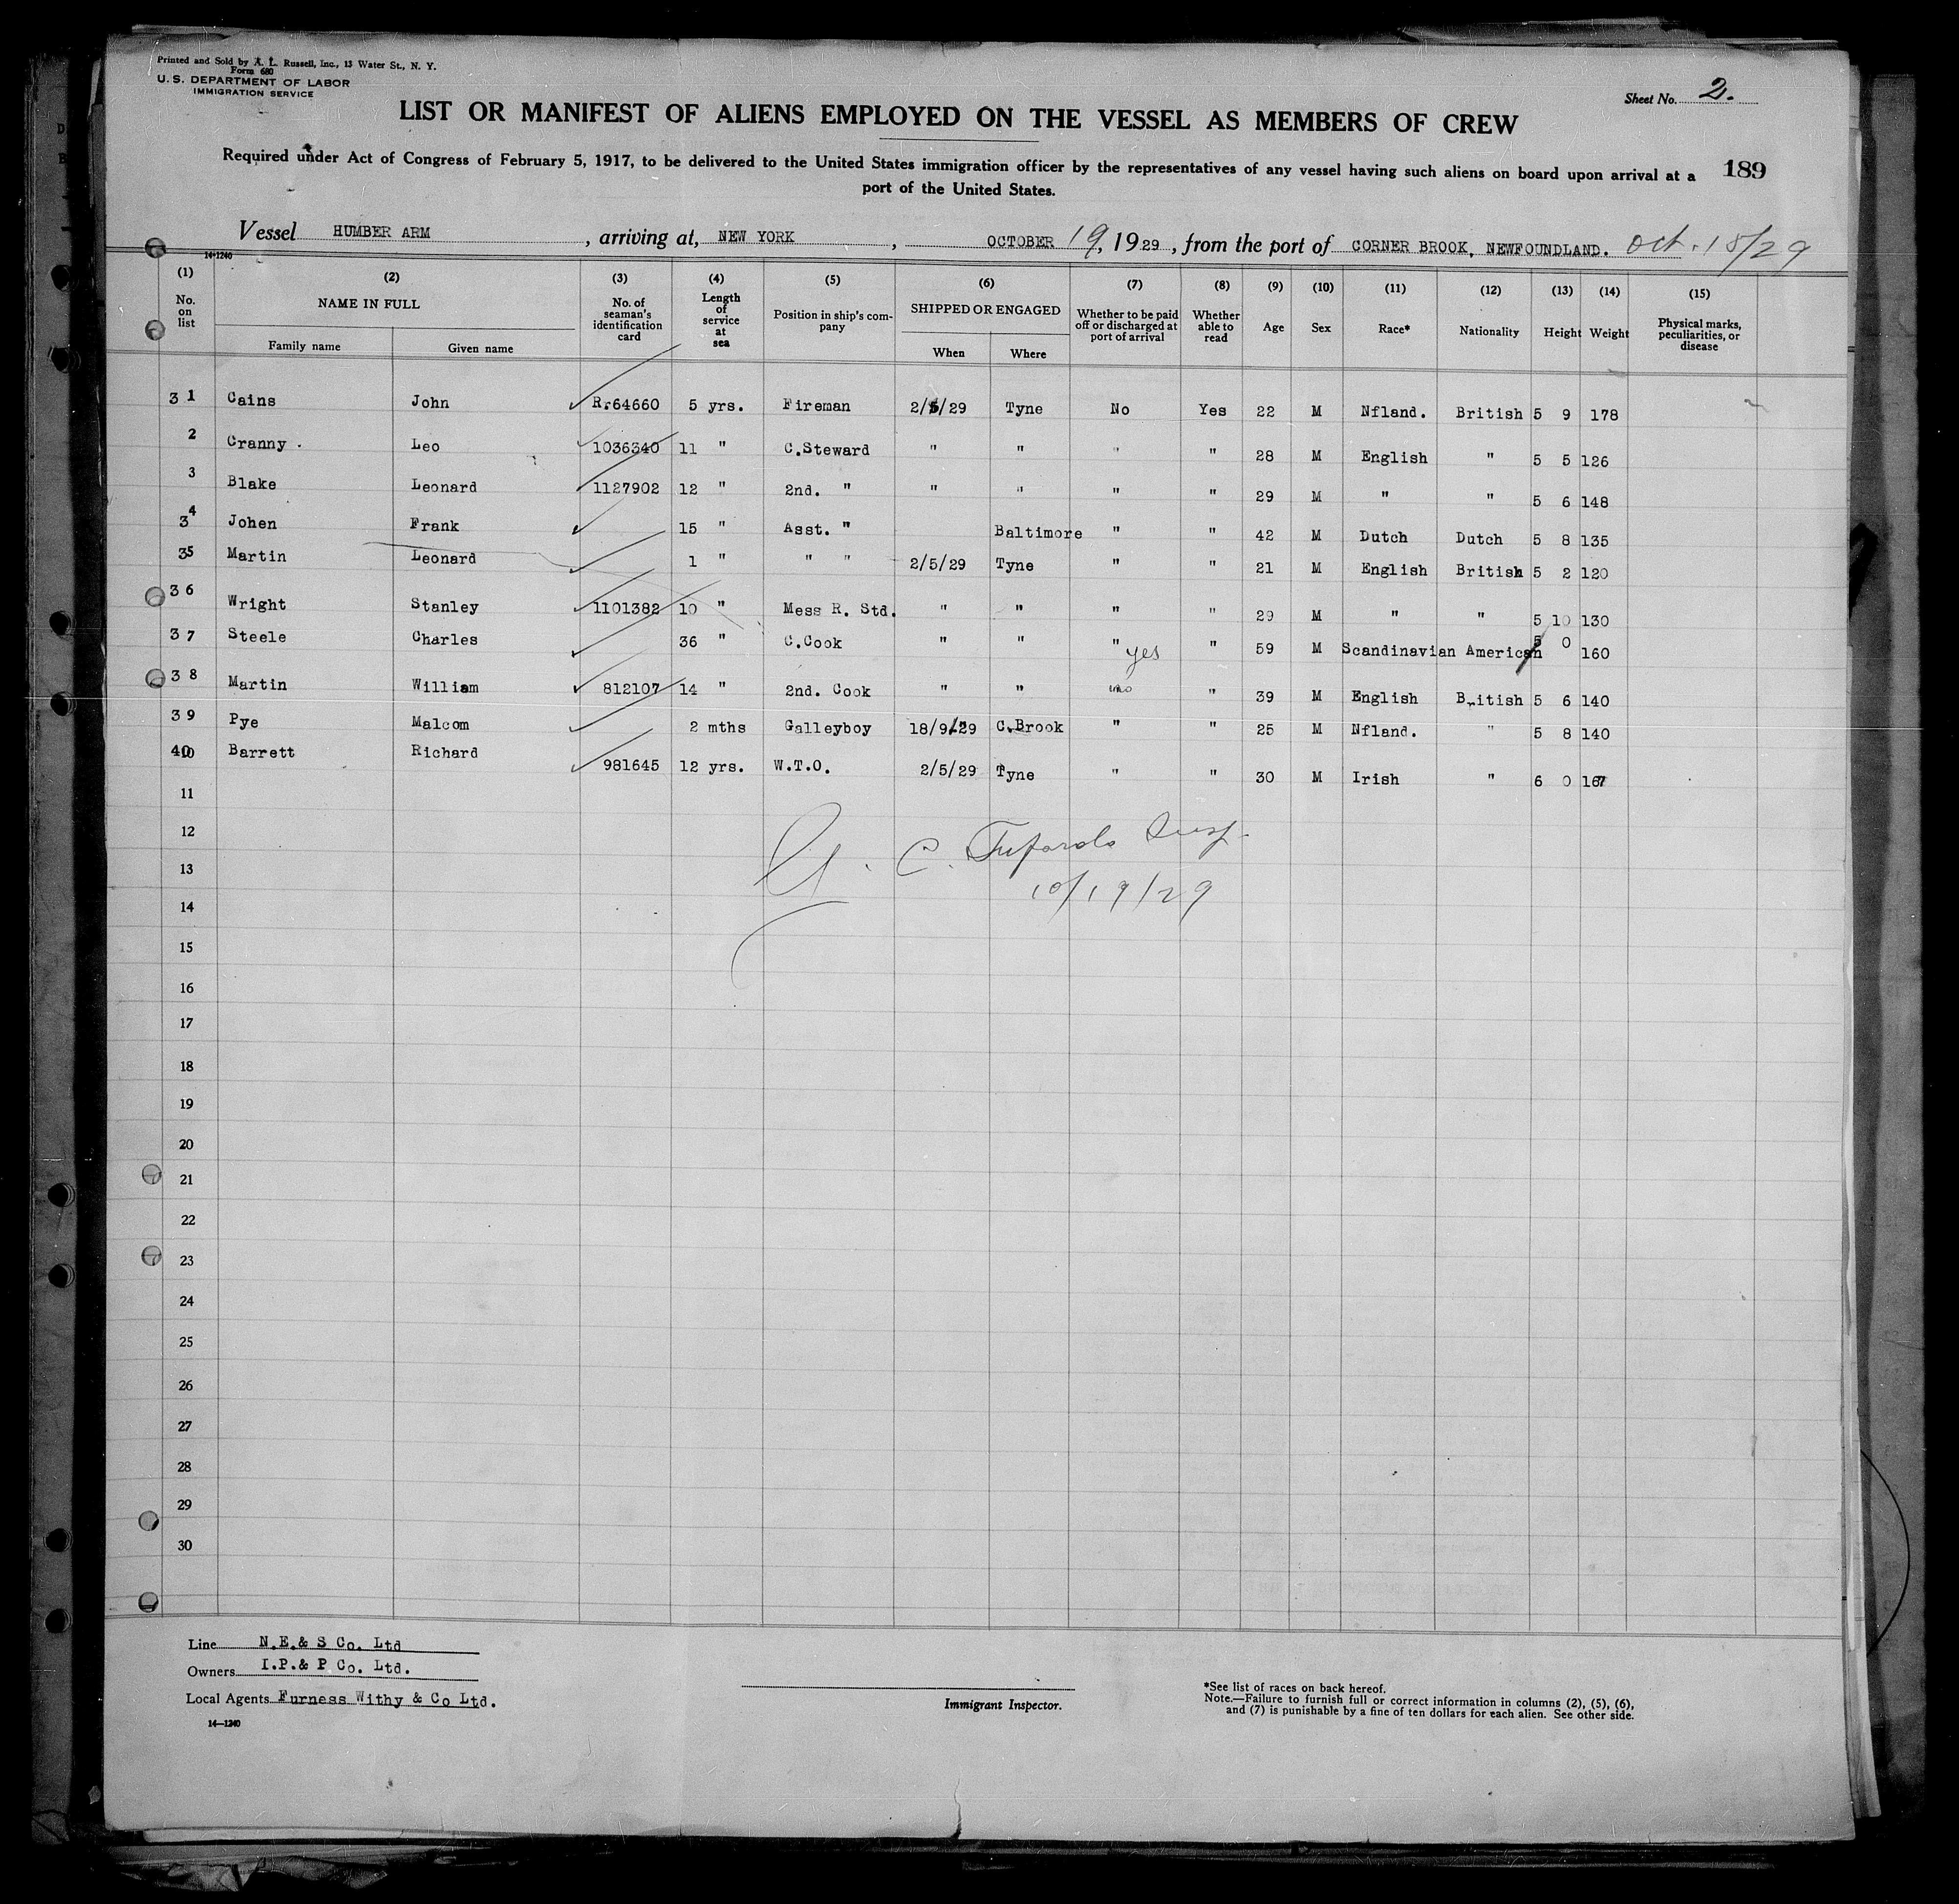 Printed and Sold by A. L. Russell, Inc., 13 Water St., N. Y.
Form 680
U. S. DEPARTMENT OF LABOR
IMMIGRATION SERVICE
Sheet No. 2.
LIST OR MANIFEST OF ALIENS EMPLOYED ON THE VESSEL AS MEMBERS OF CREW
Required under Act of Congress of February 5, 1917, to be delivered to the United States immigration officer by the representatives of any vessel having such aliens on board upon arrival at a
port of the United States.
189
Vessel HUMBER ARM, arriving at, NEW YORK, OCTOBER 19, 1929, from the port of CORNER BROOK, NEWFOUNDLAND. Oct. 18/29
14-1240
(1) (2) (3) (4) (5) (6) (7) (8) (9) (10) (11) (12) (13) (14) (15)
No. on list NAME IN FULL No. of seaman's identification card Length of service at sea Position in ship's company SHIPPED OR ENGAGED Whether to be paid off or discharged at port of arrival Whether able to read Age Sex Race* Nationality Height Weight Physical marks, peculiarities, or disease
Family name Given name When Where
31 Cains John Rr64660 5 yrs. Fireman 2/5/29 Tyne No Yes 22 M Nfland. British 5 9 178
2 Cranny . Leo 1036340 11 " C.Steward " " " " 28 M English " 5 5 126
3 Blake Leonard 1127902 12 " 2nd. " " " " " 29 M " " 5 6 148
34 Johen Frank 15 " Asst. " Baltimore " " 42 M Dutch Dutch 5 8 135
35 Martin Leonard 1 " " " 2/5/29 Tyne " " 21 M English British 5 2 120
36 Wright Stanley 1101382 10 " Mess R. Std. " " " " 29 M " " 5 10 130
37 Steele Charles 36 " C.Cook " " " yes " 59 M Scandinavian American 5 0 160
38 Martin William 812107 14 " 2nd. Cook " " no " 39 M English British 5 6 140
39 Pye Malcom 2 mths Galleyboy 18/9/29 C.Brook " " 25 M Nfland. " 5 8 140
40 Barrett Richard 981645 12 yrs. W.T.O. 2/5/29 Tyne " " 30 M Irish " 6 0 167
11
12
13
10/19/29
14
15
16
17
18
19
20
21
22
23
24
25
26
27
28
29
30
Line N.E.& S Co. Ltd
Owners I.P.& P Co. Ltd.
Local Agents Furness Withy & Co Ltd.
14—1240
Immigrant Inspector.
*See list of races on back hereof.
Note.—Failure to furnish full or correct information in columns (2), (5), (6),
and (7) is punishable by a fine of ten dollars for each alien. See other side.